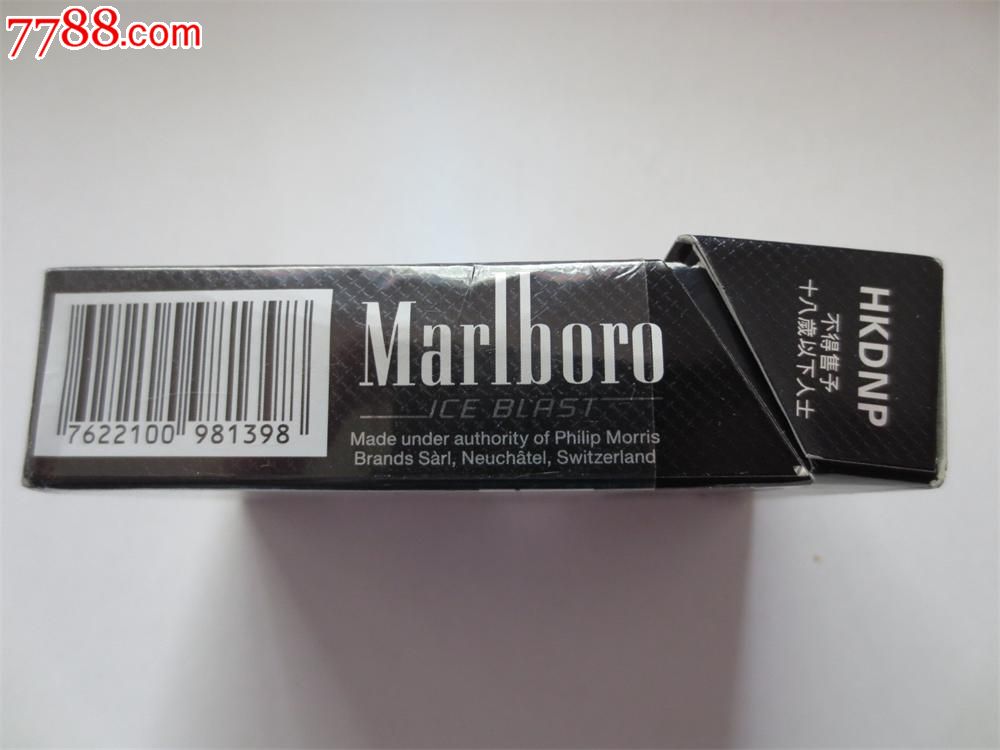 7788.com
Marlboro
ICE BLAST
Made under authority of Philip Morris
Brands Sàrl, Neuchâtel, Switzerland
7622100 981398
HKDNP
不得售予
十八歲以下人士